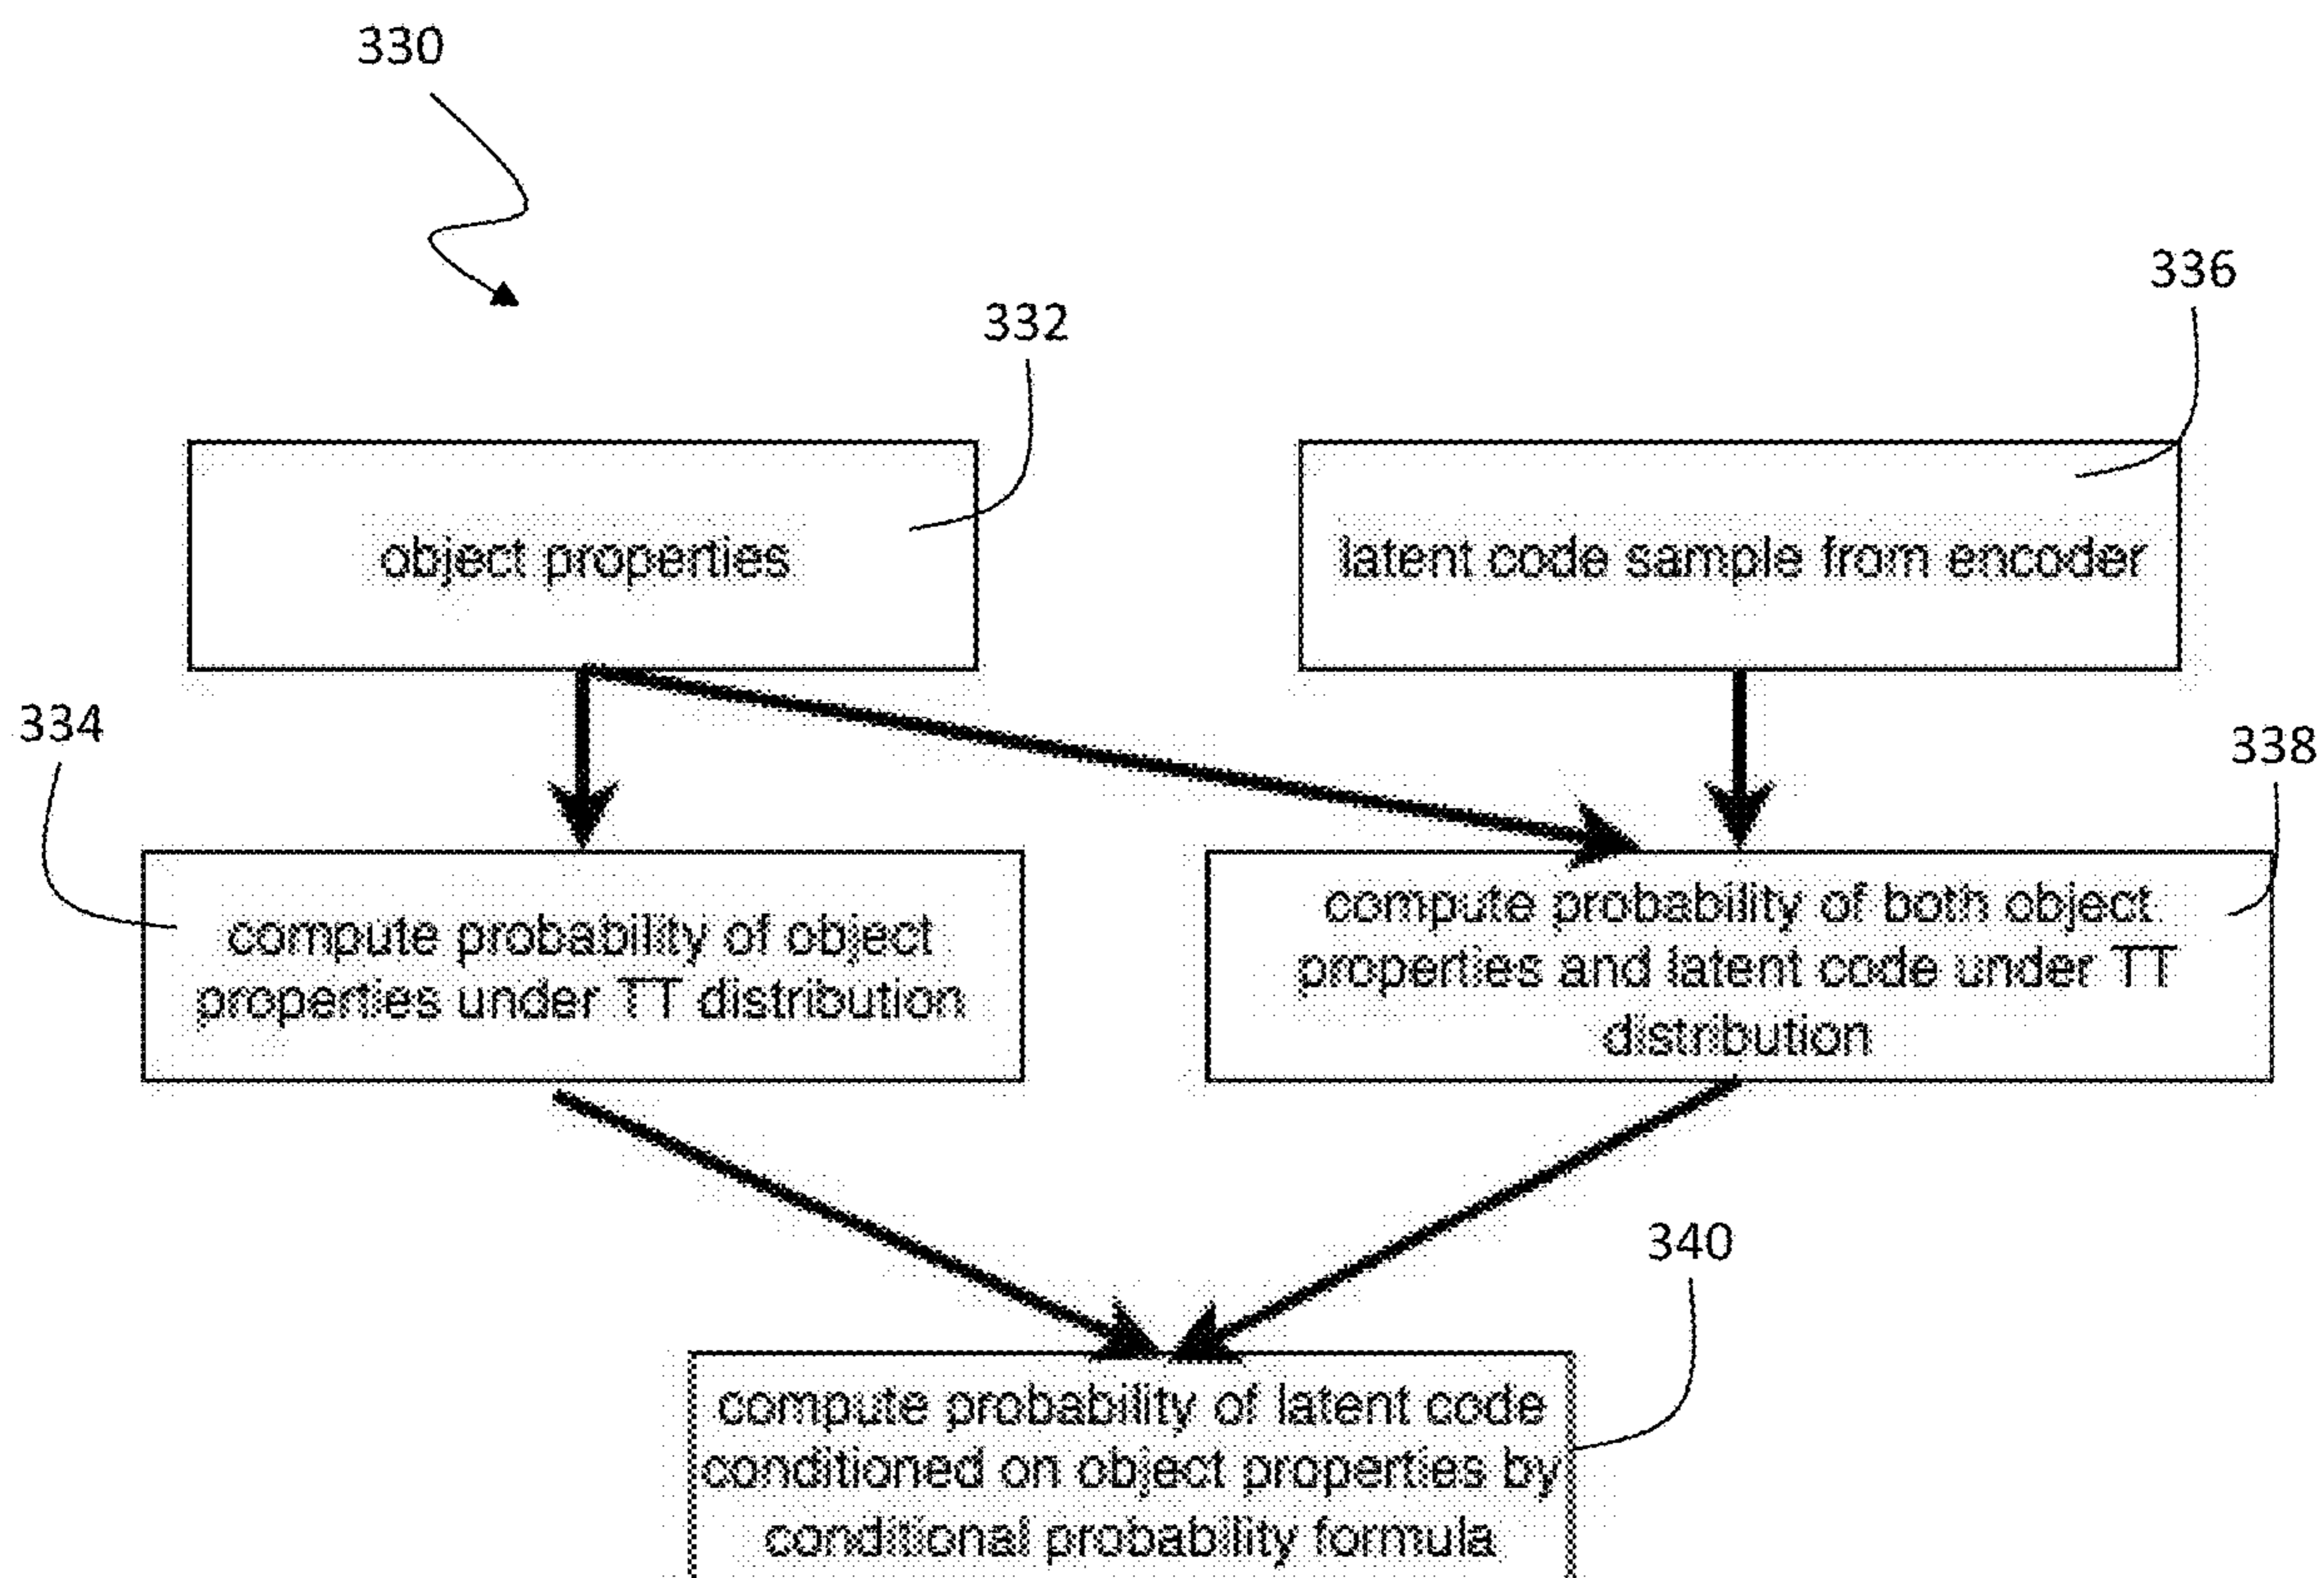 330
336
332
object properties
latent code sample from encoder
334
338
compute probability of object
properties under TT distribution
compute probability of both object
properties and latent code under TT
distribution
340
compute probability of latent code
conditioned on object properties by
conditional probability formula